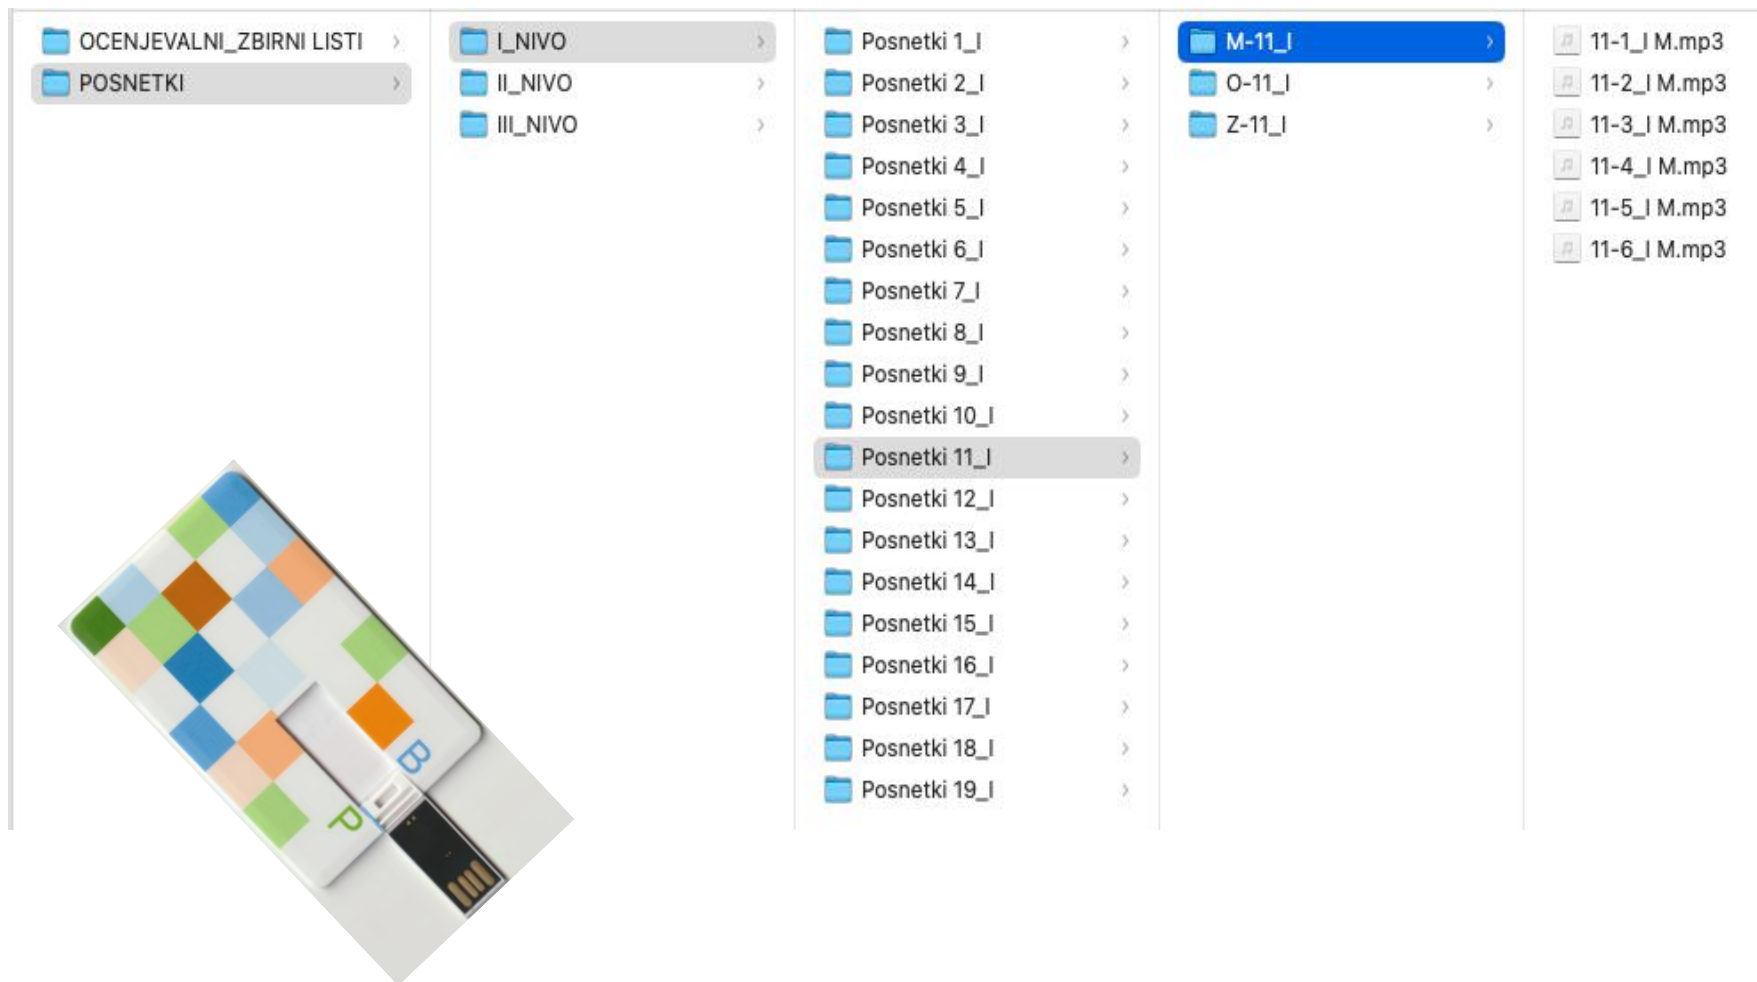 OCENJEVALNI_ZBIRNI LISTI
POSNETKI
I_NIVO
II_NIVO
III_NIVO
Posnetki 1_I
Posnetki 2_I
Posnetki 3_I
Posnetki 4_I
Posnetki 5_I
Posnetki 6_I
Posnetki 7_I
Posnetki 8_I
Posnetki 9_I
Posnetki 10_I
Posnetki 11_I
Posnetki 12_I
Posnetki 13_I
Posnetki 14_I
Posnetki 15_I
Posnetki 16_I
Posnetki 17_I
Posnetki 18_I
Posnetki 19_I
M-11_I
O-11_I
Z-11_I
11-1_I M.mp3
11-2_I M.mp3
11-3_I M.mp3
11-4_I M.mp3
11-5_I M.mp3
11-6_I M.mp3
P
B